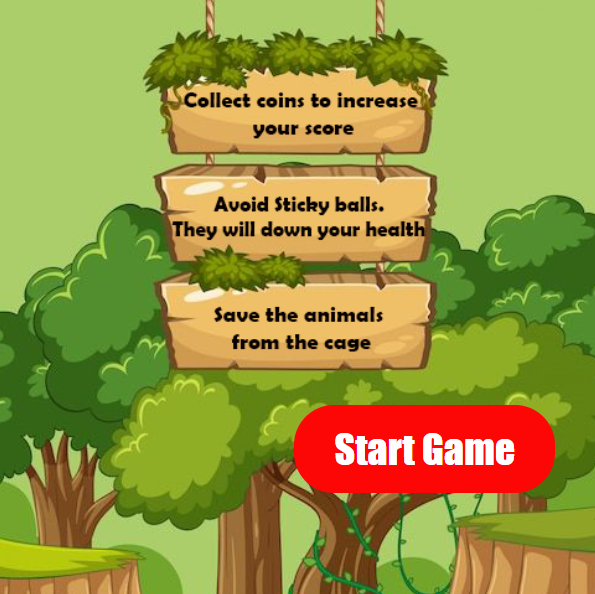 Collect coins to increase
your score
Avoid Sticky balls.
They will down your health
Save the animals
from the cage
Start Game